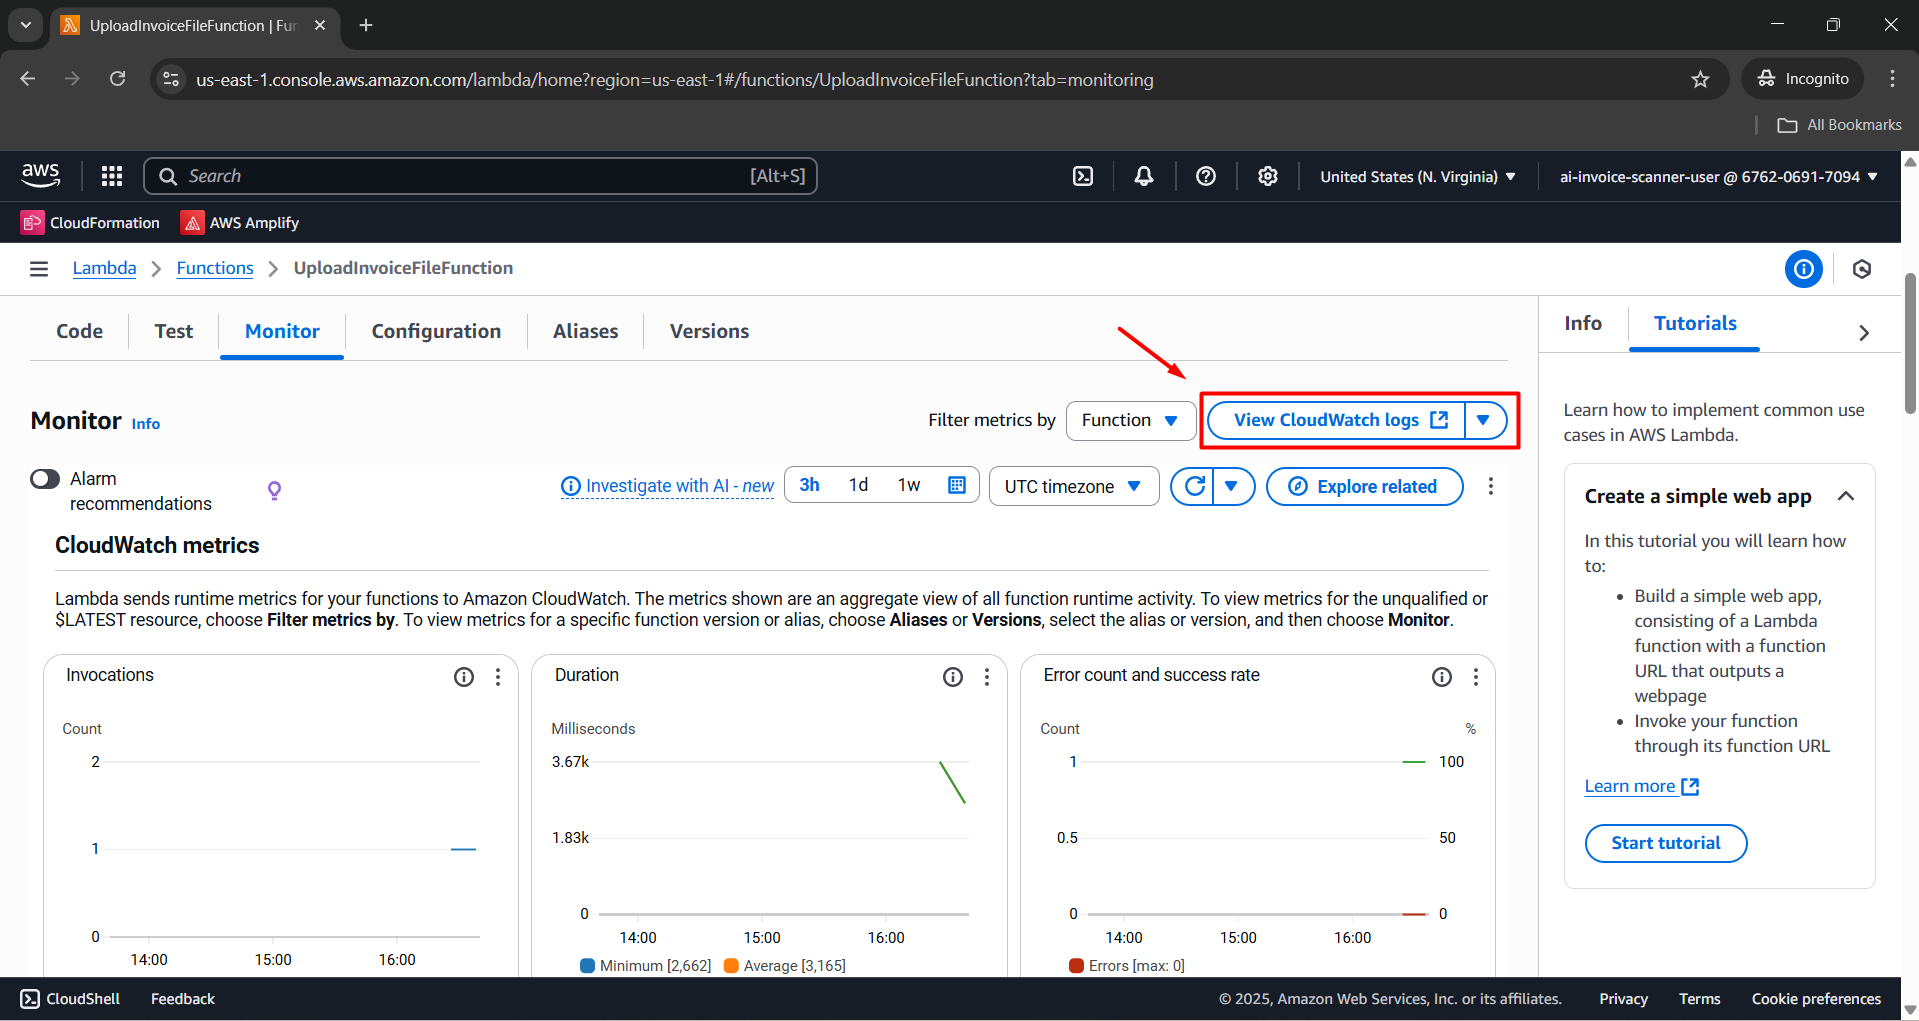 UploadInvoiceFileFunction | Fun
us-east-1.console.aws.amazon.com/lambda/home?region=us-east-1#/functions/UploadInvoiceFileFunction?tab=monitoring
Incognito
All Bookmarks
aws
Search
[Alt+S]
United States (N. Virginia)
ai-invoice-scanner-user @ 6762-0691-7094
CloudFormation
AWS Amplify
Lambda
Functions
UploadInvoiceFileFunction
Code
Test
Monitor
Configuration
Aliases
Versions
Info
Tutorials
Monitor Info
Filter metrics by
Function
View CloudWatch logs
Alarm
recommendations
Investigate with AI - new
3h
1d
1w
UTC timezone
Explore related
CloudWatch metrics
Lambda sends runtime metrics for your functions to Amazon CloudWatch. The metrics shown are an aggregate view of all function runtime activity. To view metrics for the unqualified or
$LATEST resource, choose Filter metrics by. To view metrics for a specific function version or alias, choose Aliases or Versions, select the alias or version, and then choose Monitor.
Invocations
Count
2
1
0
14:00
15:00
16:00
Duration
Milliseconds
3.67k
1.83k
0
14:00
15:00
16:00
Minimum [2,662]
Average [3,165]
Error count and success rate
Count
%
1
100
0.5
50
0
0
14:00
15:00
16:00
Errors [max: 0]
Learn how to implement common use
cases in AWS Lambda.
Create a simple web app
In this tutorial you will learn how
to:
• Build a simple web app,
consisting of a Lambda
function with a function
URL that outputs a
webpage
• Invoke your function
through its function URL
Learn more
Start tutorial
CloudShell
Feedback
© 2025, Amazon Web Services, Inc. or its affiliates.
Privacy
Terms
Cookie preferences